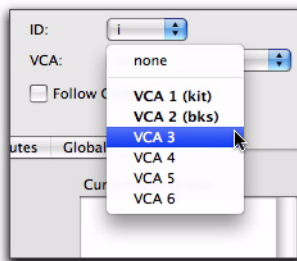 ID: i
VCA: none
Follow
VCA 1 (kit)
VCA 2 (bks)
VCA 3
utes Global
VCA 4
VCA 5
Cur
VCA 6